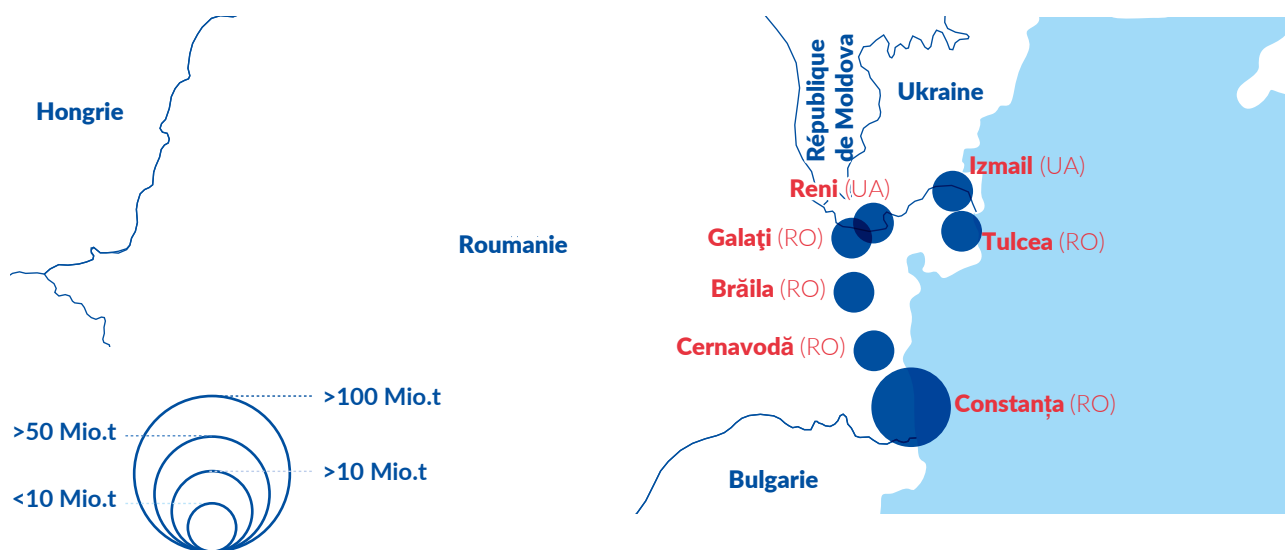 Hongrie
République
de Moldova
Ukraine
Izmail (UA)
Reni (UA)
Galaţi (RO)
Roumanie
Tulcea (RO)
Brăila (RO)
Cernavodă (RO)
Constanța (RO)
Bulgarie
>100 Mio.t
>50 Mio.t
>10 Mio.t
<10 Mio.t